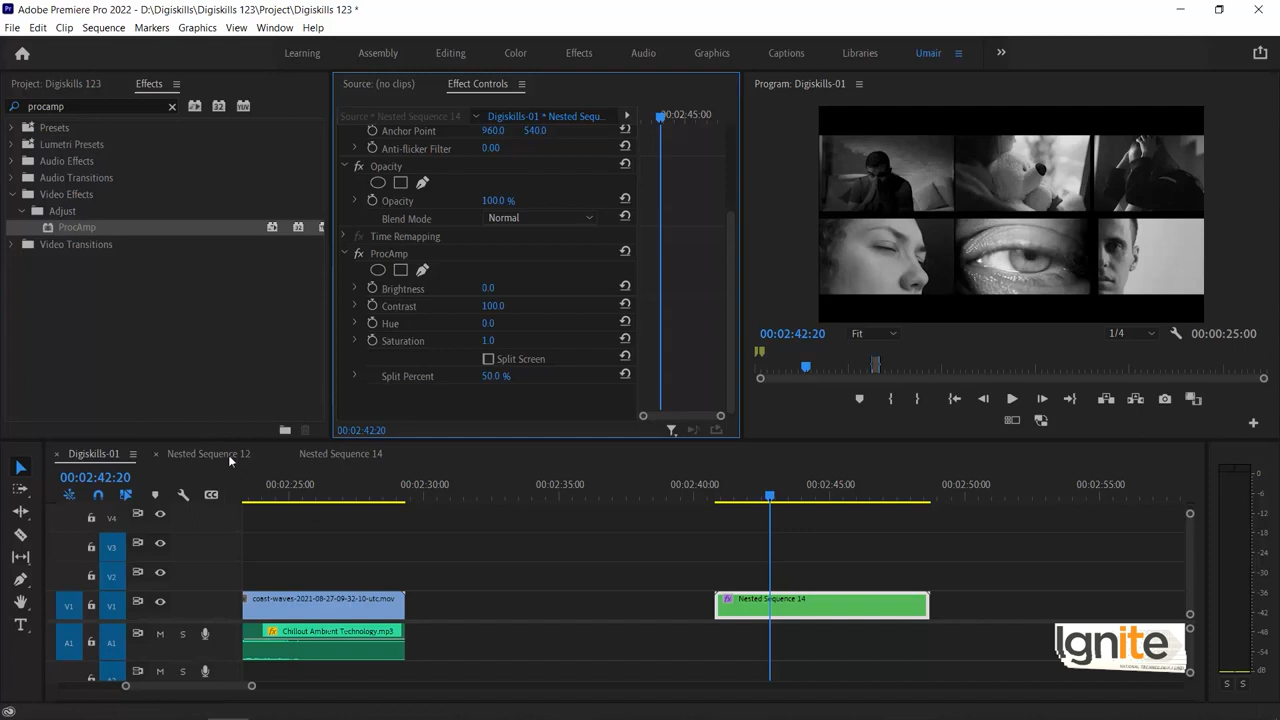 Adobe Premiere Pro 2022 - D:\Digiskills\Digiskills 123\Project\Digiskills 123 *
File Edit Clip Sequence Markers Graphics View Window Help
Learning Assembly Editing Color Effects Audio Graphics Captions Libraries Umair
Project: Digiskills 123 Effects
procamp
Presets
Lumetri Presets
Audio Effects
Audio Transitions
Video Effects
Adjust
ProcAmp
Video Transitions
Source: (no clips) Effect Controls
Source * Nested Sequence 14 Digiskills-01 * Nested Sequ...
00:02:45:00
Anchor Point 960.0 540.0
Anti-flicker Filter 0.00
fx Opacity
Opacity 100.0 %
Blend Mode Normal
fx Time Remapping
fx ProcAmp
Brightness 0.0
Contrast 100.0
Hue 0.0
Saturation 1.0
Split Screen
Split Percent 50.0 %
00:02:42:20
Program: Digiskills-01
00:02:42:20 Fit 1/4 00:00:25:00
Digiskills-01 Nested Sequence 12 Nested Sequence 14
00:02:42:20
00:02:25:00 00:02:30:00 00:02:35:00 00:02:40:00 00:02:45:00 00:02:50:00 00:02:55:00
V4
V3
V2
V1 V1 coast-waves-2021-08-27-09-32-10-utc.mov fx Nested Sequence 14
A1 A1 M S fx Chillout Ambient Technology.mp3
M S
0
-6
-12
-18
-24
-30
-36
-42
-48
-54
dB
S S
Ignite